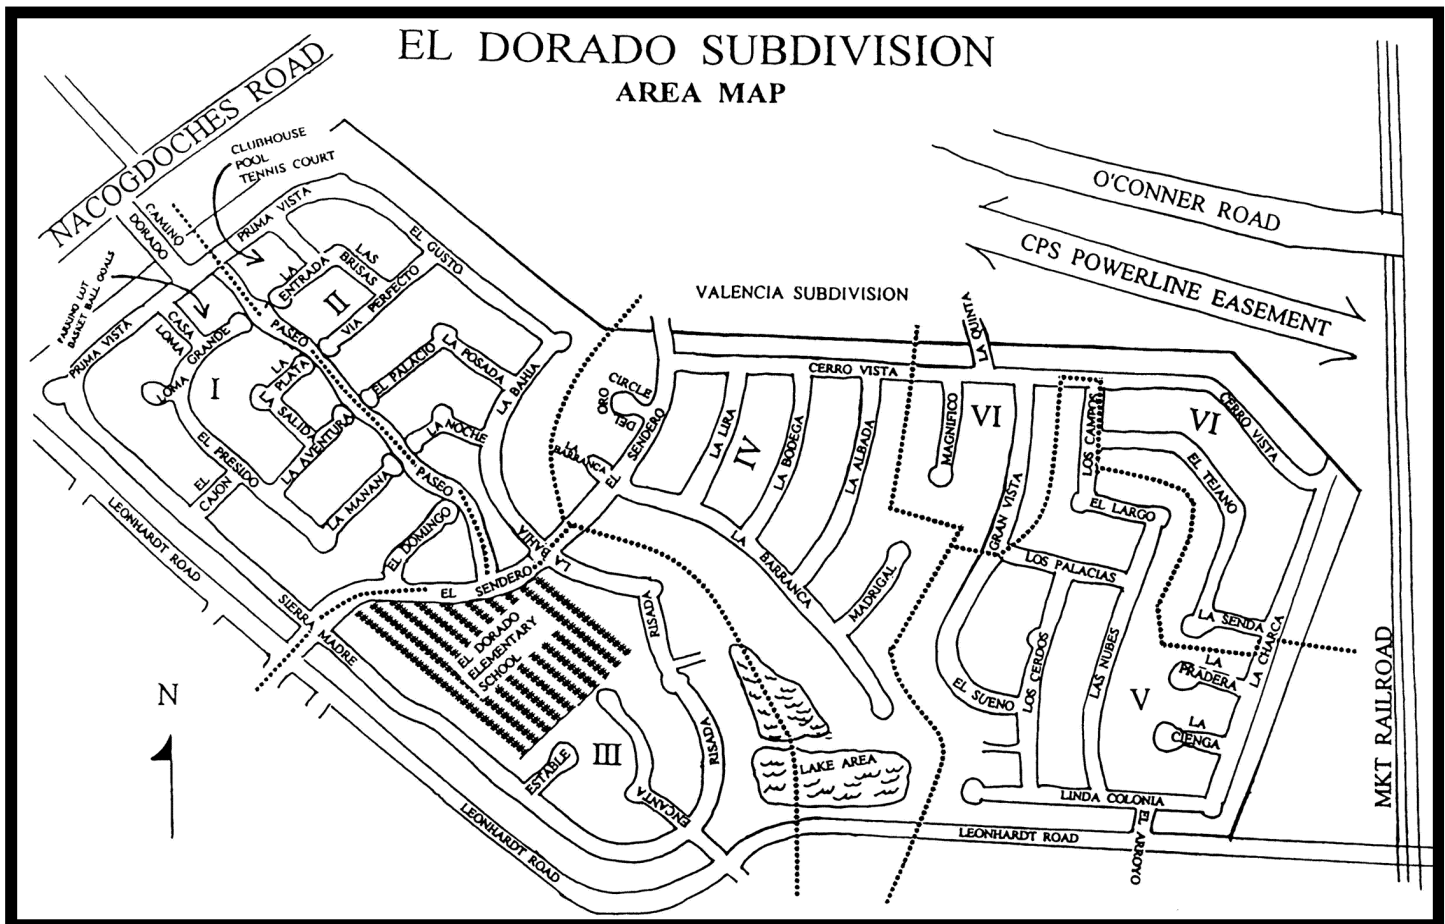 EL DORADO SUBDIVISION
AREA MAP
NACOGDOCHES ROAD
CLUBHOUSE
POOL
TENNIS COURT
O'CONNER ROAD
CPS POWERLINE EASEMENT
CAMINO
DORADO
PRIMA VISTA
EL GUSTO
LA
ENTRADA
LAS
BRISAS
II
VIA PERFECTO
PARKING LOT
BASKET BALL GOALS
PRIMA VISTA
CASA
LOMA
LOMA GRANDE
PASEO
I
LA
PLATA
LA SALIDA
LA AVENTURA
EL PALACIO
LA POSADA
LA BAHIA
LA NOCHE
EL PRESIDO
EL
CAJON
LA MANANA
PASEO
EL DOMINGO
VALENCIA SUBDIVISION
LA QUINTA
CERRO VISTA
DEL ORO
CIRCLE
LA
BARRANCA
EL SENDERO
LA LIRA
IV
LA BODEGA
LA ALBADA
MAGNIFICO
VI
GRAN VISTA
LOS CAMPOS
VI
CERRO VISTA
EL TEJANO
EL LARGO
LEONHARDT ROAD
SIERRA
MADRE
EL SENDERO
LA BAHIA
LA BARRANCA
MADRIGAL
LOS PALACIAS
EL DORADO
ELEMENTARY
SCHOOL
RISADA
RISADA
III
ESTABLE
ENCANTA
LAKE AREA
EL SUENO
LOS CERDOS
LAS NUBES
V
LA SENDA
LA
PRADERA
LA CHARCA
LA
CIENGA
LINDA COLONIA
EL ARROYO
LEONHARDT ROAD
LEONHARDT ROAD
MKT RAILROAD
N